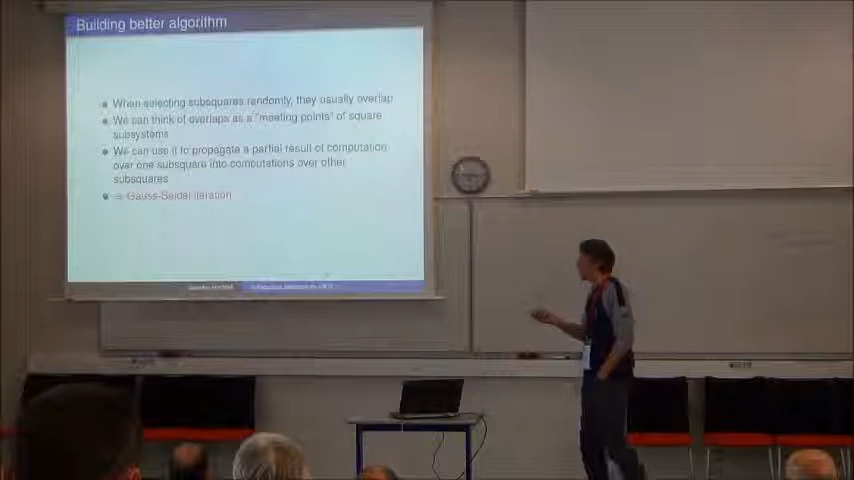 Building better algorithm
When selecting subsquares randomly, they usually overlap
We can think of overlaps as a "meeting points" of square
subsystems
We can use it to propagate a partial result of computation
over one subsquare into computations over other
subsquares
⇒ Gauss-Seidel iteration